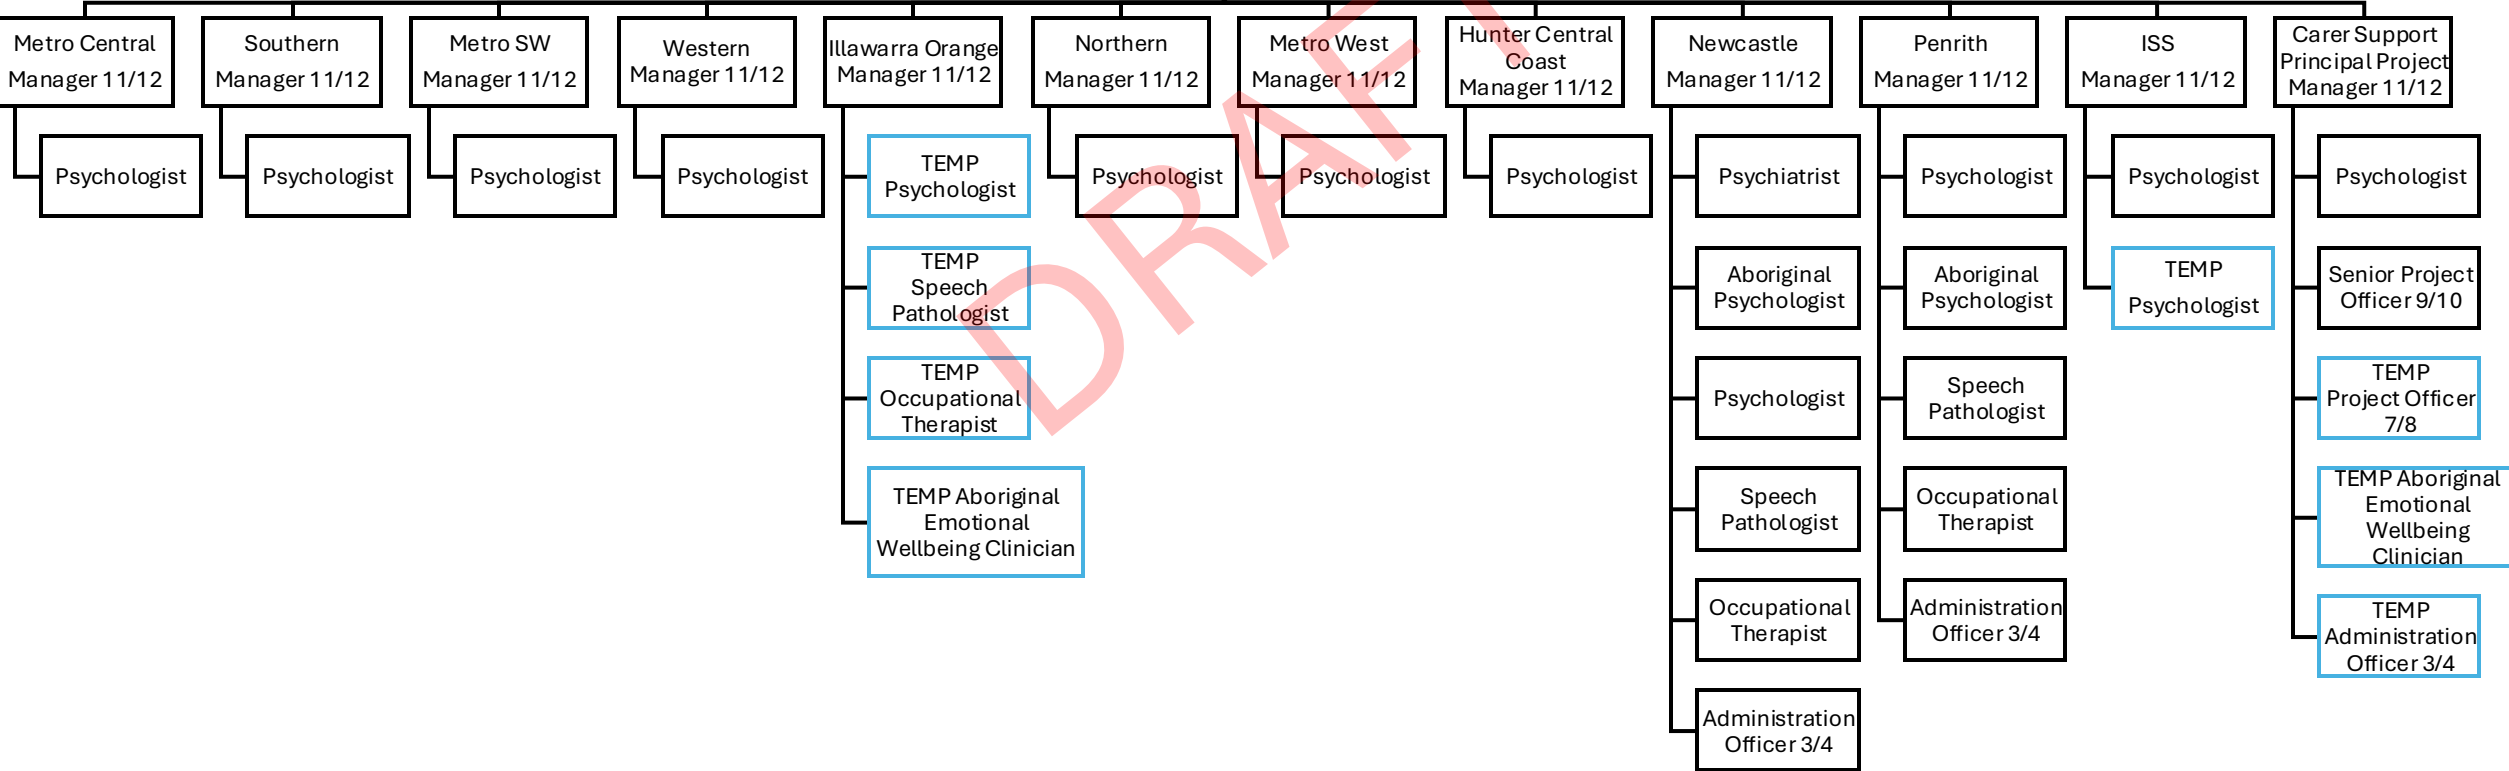 Metro Central
Manager 11/12
Southern
Manager 11/12
Metro SW
Manager 11/12
Western
Manager 11/12
Illawarra Orange
Manager 11/12
Northern
Manager 11/12
Metro West
Manager 11/12
Hunter Central
Coast
Manager 11/12
Newcastle
Manager 11/12
Penrith
Manager 11/12
ISS
Manager 11/12
Carer Support
Principal Project
Manager 11/12
Psychologist
Psychologist
Psychologist
Psychologist
TEMP
Psychologist
TEMP
Speech
Pathologist
TEMP
Occupational
Therapist
TEMP Aboriginal
Emotional
Wellbeing Clinician
Psychologist
Psychologist
Psychologist
Psychiatrist
Aboriginal
Psychologist
Psychologist
Speech
Pathologist
Occupational
Therapist
Administration
Officer 3/4
Psychologist
Aboriginal
Psychologist
Speech
Pathologist
Occupational
Therapist
Administration
Officer 3/4
Psychologist
TEMP
Psychologist
Psychologist
Senior Project
Officer 9/10
TEMP
Project Officer
7/8
TEMP Aboriginal
Emotional
Wellbeing
Clinician
TEMP
Administration
Officer 3/4
DRAFT